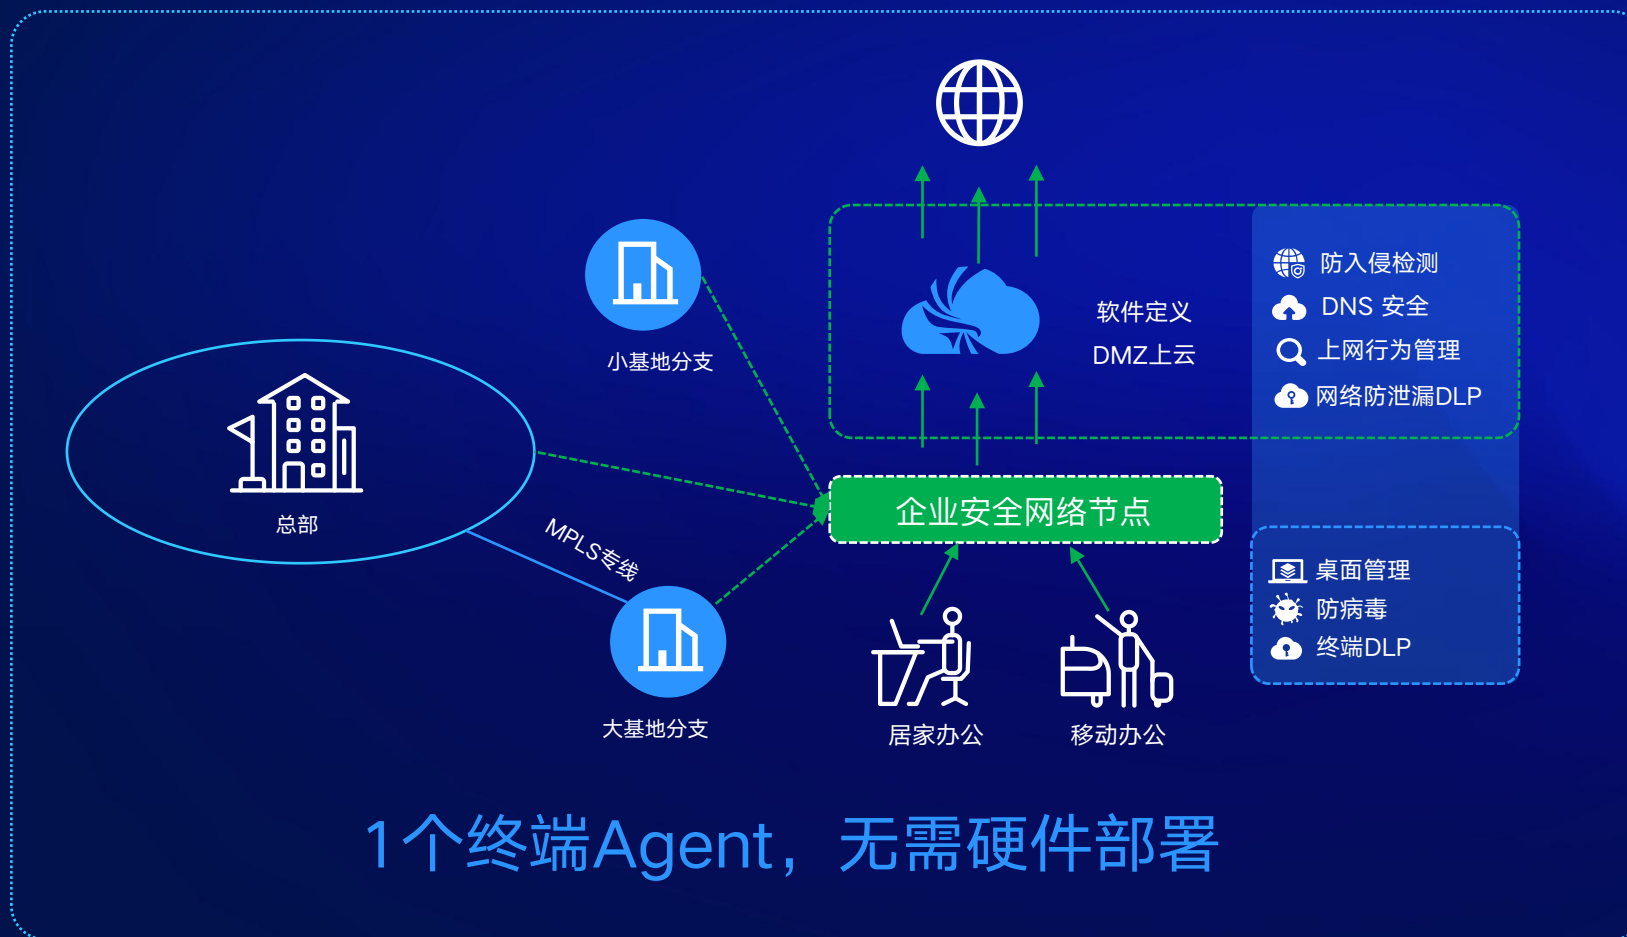 防入侵检测
DNS 安全
上网行为管理
网络防泄漏DLP
软件定义
DMZ上云
小基地分支
总部
MPLS专线
企业安全网络节点
桌面管理
防病毒
终端DLP
大基地分支
居家办公
移动办公
1个终端Agent，无需硬件部署